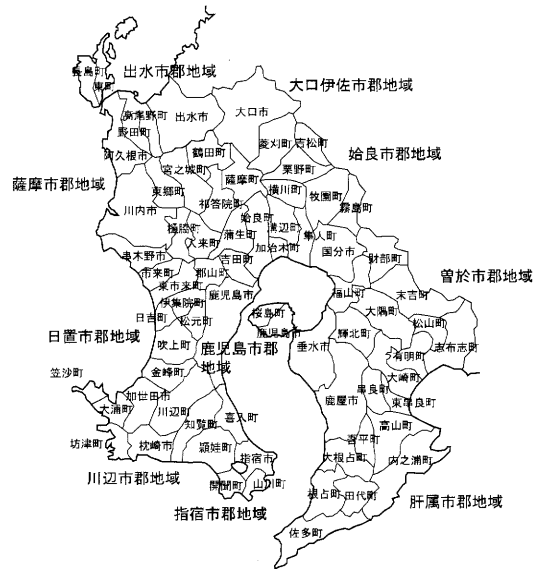 長島町
東町
出水市郡地域
大口伊佐市郡地域
高尾野町
出水市
大口市
野田町
阿久根市
鶴田町
菱刈町
吉松町
姶良市郡地域
宮之城町
薩摩町
栗野町
薩摩市郡地域
東郷町
横川町
牧園町
霧島町
川内市
祁答院町
姶良町
溝辺町
隼人町
樋脇町
入来町
蒲生町
加治木町
国分市
財部町
串木野市
吉田町
市来町
郡山町
曽於市郡地域
東市来町
鹿児島市
福山町
末吉町
伊集院町
大隅町
日吉町
松元町
桜島町
松山町
日置市郡地域
鹿児島市
輝北町
志布志町
吹上町
鹿児島市郡
地域
垂水市
有明町
笠沙町
金峰町
大崎町
加世田市
鹿屋市
串良町
東串良町
大浦町
川辺町
喜入町
知覧町
高山町
坊津町
枕崎市
頴娃町
吾平町
指宿市
大根占町
内之浦町
川辺市郡地域
開聞町
山川町
根占町
田代町
肝属市郡地域
指宿市郡地域
佐多町